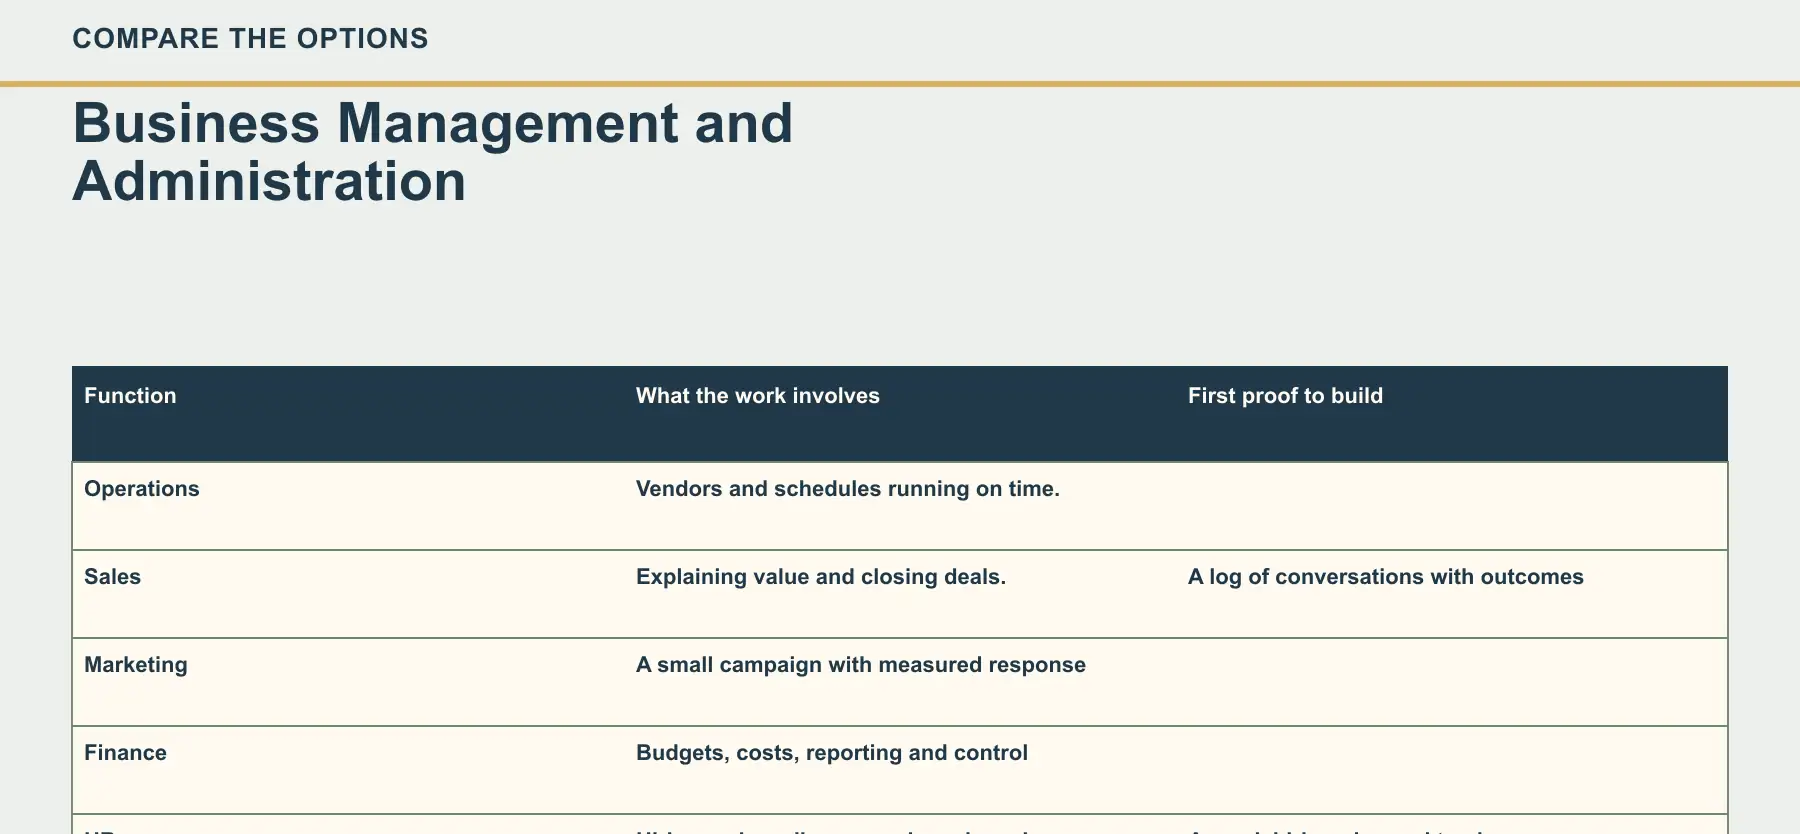 COMPARE THE OPTIONS
Business Management and
Administration
Function What the work involves First proof to build
Operations Vendors and schedules running on time.
Sales Explaining value and closing deals. A log of conversations with outcomes
Marketing A small campaign with measured response
Finance Budgets, costs, reporting and control